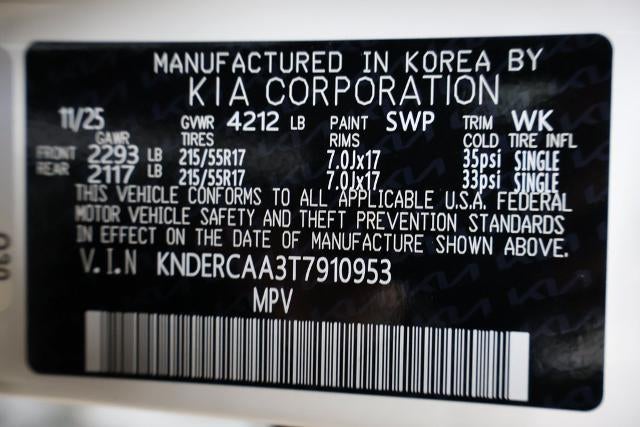 MANUFACTURED IN KOREA BY
KIA CORPORATION
11/25 GVWR 4212 LB PAINT SWP TRIM WK
GAWR TIRES RIMS COLD TIRE INFL
FRONT 2293 LB 215/55R17 7.0Jx17 35psi SINGLE
REAR 2117 LB 215/55R17 7.0Jx17 33psi SINGLE
THIS VEHICLE CONFORMS TO ALL APPLICABLE U.S.A. FEDERAL
MOTOR VEHICLE SAFETY AND THEFT PREVENTION STANDARDS
IN EFFECT ON THE DATE OF MANUFACTURE SHOWN ABOVE.
V.I.N KNDERCAA3T7910953
MPV